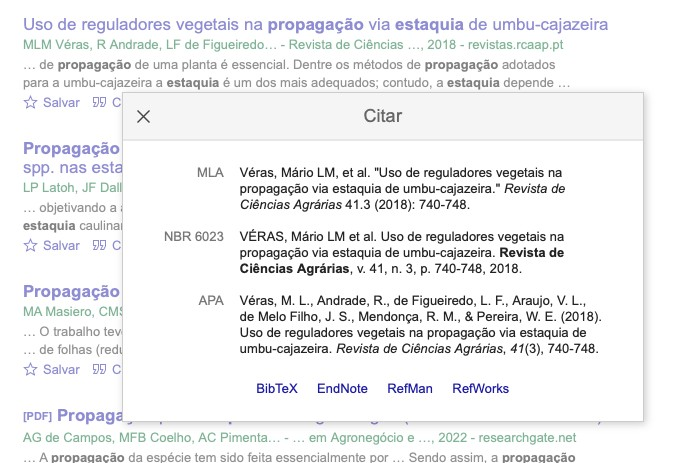 Uso de reguladores vegetais na propagação via estaquia de umbu-cajazeira
MLM Véras, R Andrade, LF de Figueiredo… - Revista de Ciências …, 2018 - revistas.rcaap.pt
… de propagação de uma planta é essencial. Dentre os métodos de propagação adotados
para a umbu-cajazeira a estaquia é um dos mais adequados; contudo, a estaquia depende …
Salvar
Citar
MLA
Véras, Mário LM, et al. "Uso de reguladores vegetais na
propagação via estaquia de umbu-cajazeira." Revista de
Ciências Agrárias 41.3 (2018): 740-748.
NBR 6023
VÉRAS, Mário LM et al. Uso de reguladores vegetais na
propagação via estaquia de umbu-cajazeira. Revista de
Ciências Agrárias, v. 41, n. 3, p. 740-748, 2018.
APA
Véras, M. L., Andrade, R., de Figueiredo, L. F., Araujo, V. L.,
de Melo Filho, J. S., Mendonça, R. M., & Pereira, W. E. (2018).
Uso de reguladores vegetais na propagação via estaquia de
umbu-cajazeira. Revista de Ciências Agrárias, 41(3), 740-748.
BibTeX EndNote RefMan RefWorks
Propagação
spp. nas esta
LP Latoh, JF Dall
… objetivando a
estaquia caulinar
Salvar
Propagação
MA Masiero, CMS
… O trabalho teve
… de folhas (redu
Salvar
[PDF]
AG de Campos, MFB Coelho, AC Pimenta… - … em Agronegócio e …, 2022 - researchgate.net
… A propagação da espécie tem sido feita essencialmente por … Sendo assim, a propagação